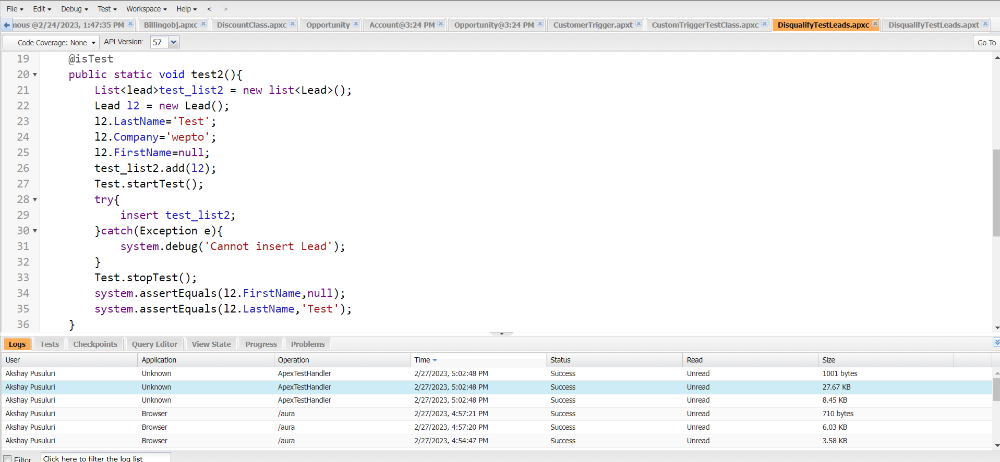 File Edit Debug Test Workspace Help < >
nous @2/24/2023, 1:47:35 PM Billingobj.apxc DiscountClass.apxc Opportunity Account@3:24 PM Opportunity@3:24 PM CustomerTrigger.apxt CustomTriggerTestClass.apxc DisqualifyTestLeads.apxc DisqualifyTestLeads.apxt
Code Coverage: None API Version: 57 Go To
19 @isTest
20 public static void test2(){
21 List<lead>test_list2 = new list<Lead>();
22 Lead l2 = new Lead();
23 l2.LastName='Test';
24 l2.Company='wepto';
25 l2.FirstName=null;
26 test_list2.add(l2);
27 Test.startTest();
28 try{
29 insert test_list2;
30 }catch(Exception e){
31 system.debug('Cannot insert Lead');
32 }
33 Test.stopTest();
34 system.assertEquals(l2.FirstName,null);
35 system.assertEquals(l2.LastName,'Test');
36 }
Logs Tests Checkpoints Query Editor View State Progress Problems
User Application Operation Time Status Read Size
Akshay Pusuluri Unknown ApexTestHandler 2/27/2023, 5:02:48 PM Success Unread 1001 bytes
Akshay Pusuluri Unknown ApexTestHandler 2/27/2023, 5:02:48 PM Success Unread 27.67 KB
Akshay Pusuluri Unknown ApexTestHandler 2/27/2023, 5:02:48 PM Success Unread 8.45 KB
Akshay Pusuluri Browser /aura 2/27/2023, 4:57:21 PM Success Unread 710 bytes
Akshay Pusuluri Browser /aura 2/27/2023, 4:57:20 PM Success Unread 6.03 KB
Akshay Pusuluri Browser /aura 2/27/2023, 4:54:47 PM Success Unread 3.58 KB
Filter Click here to filter the log list